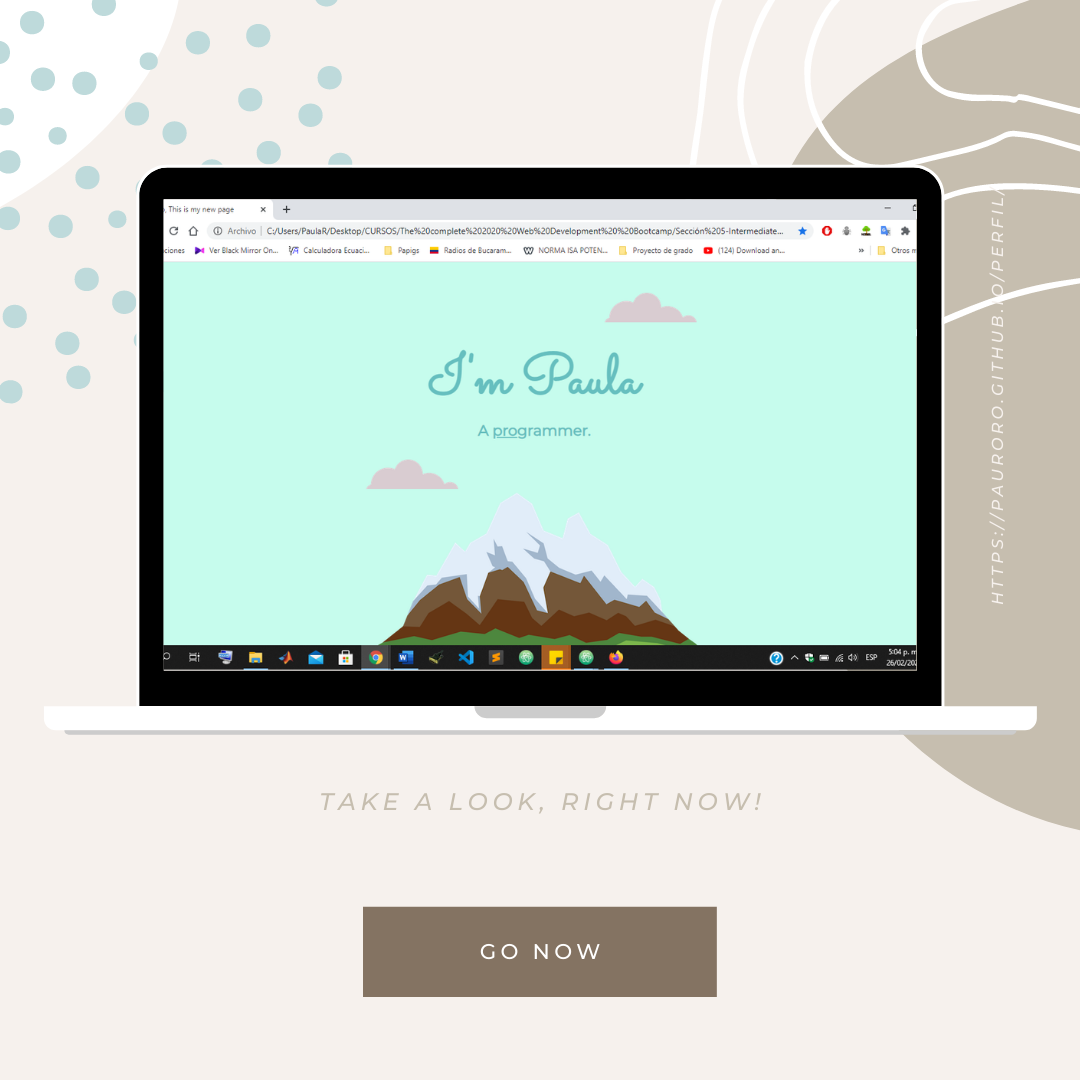 , This is my new page
Archivo
C:/Users/PaulaR/Desktop/CURSOS/The%20complete%202020%20Web%20Development%20%20Bootcamp/Sección%205-Intermediate...
ciones
Ver Black Mirror On...
Calculadora Ecuaci...
Papigs
Radios de Bucaram...
NORMA ISA POTEN...
Proyecto de grado
(124) Download an...
»
Otros m
I'm Paula
A programmer.
ESP
5:04 p. m
26/02/202
HTTPS://PAURORO.GITHUB.IO/PERFIL/
TAKE A LOOK, RIGHT NOW!
GO NOW